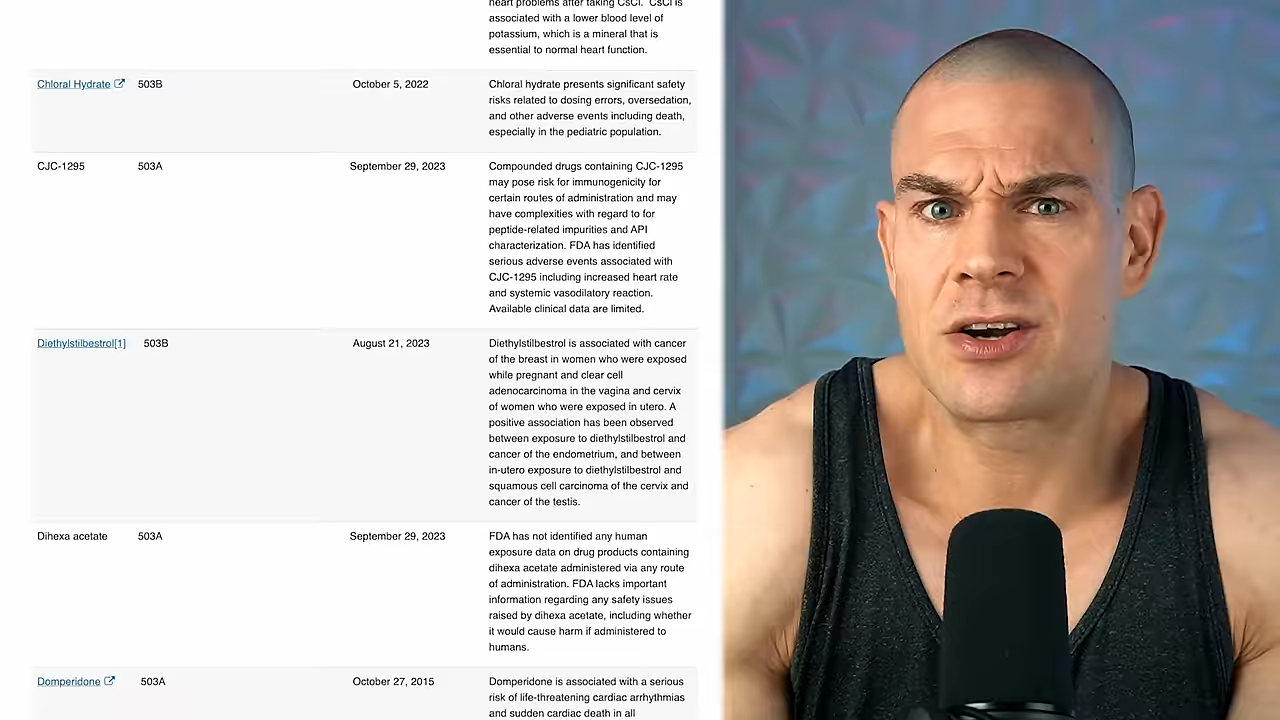 heart problems after taking CsCl. CsCl is
associated with a lower blood level of
potassium, which is a mineral that is
essential to normal heart function.
Chloral Hydrate 503B October 5, 2022 Chloral hydrate presents significant safety
risks related to dosing errors, oversedation,
and other adverse events including death,
especially in the pediatric population.
CJC-1295 503A September 29, 2023 Compounded drugs containing CJC-1295
may pose risk for immunogenicity for
certain routes of administration and may
have complexities with regard to for
peptide-related impurities and API
characterization. FDA has identified
serious adverse events associated with
CJC-1295 including increased heart rate
and systemic vasodilatory reaction.
Available clinical data are limited.
Diethylstilbestrol[1] 503B August 21, 2023 Diethylstilbestrol is associated with cancer
of the breast in women who were exposed
while pregnant and clear cell
adenocarcinoma in the vagina and cervix
of women who were exposed in utero. A
positive association has been observed
between exposure to diethylstilbestrol and
cancer of the endometrium, and between
in-utero exposure to diethylstilbestrol and
squamous cell carcinoma of the cervix and
cancer of the testis.
Dihexa acetate 503A September 29, 2023 FDA has not identified any human
exposure data on drug products containing
dihexa acetate administered via any route
of administration. FDA lacks important
information regarding any safety issues
raised by dihexa acetate, including whether
it would cause harm if administered to
humans.
Domperidone 503A October 27, 2015 Domperidone is associated with a serious
risk of life-threatening cardiac arrhythmias
and sudden cardiac death in all